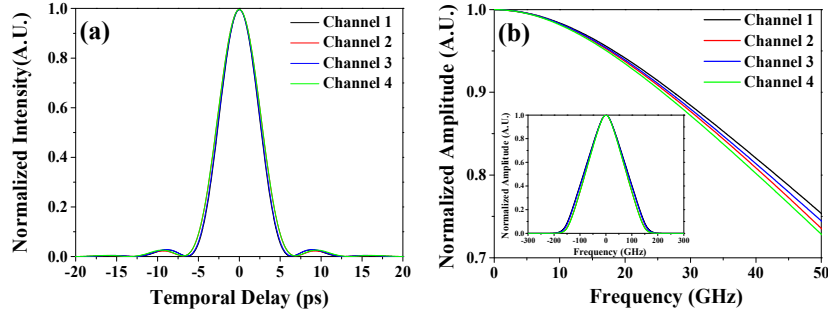 (a)
Channel 1
Channel 2
Channel 3
Channel 4
Normalized Intensity(A.U.)
1.0
0.8
0.6
0.4
0.2
0.0
-20 -15 -10 -5 0 5 10 15 20
Temporal Delay (ps)
(b)
Channel 1
Channel 2
Channel 3
Channel 4
Normalized Amplitude (A.U.)
1.0
0.9
0.8
0.7
0 10 20 30 40 50
Frequency (GHz)
Normalized Amplitude (A.U.)
1.0
0.8
0.6
0.4
0.2
0.0
-300 -200 -100 0 100 200 300
Frequency (GHz)